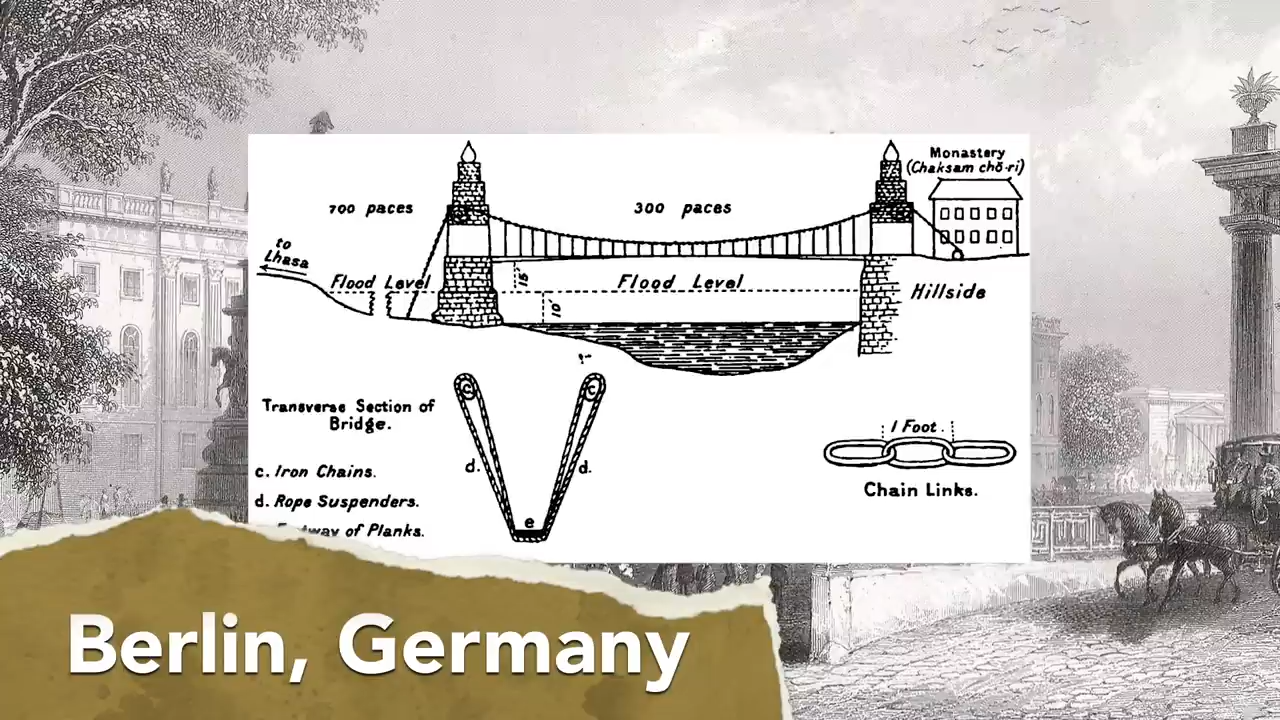 Monastery
(Chaksam chö-ri)
700 paces
300 paces
to
Lhasa
Flood Level
15'
Flood Level
10'
Hillside
Transverse Section of
Bridge.
c
c
1 Foot.
d.
d.
c. Iron Chains.
Chain Links.
d. Rope Suspenders.
e
of Planks.
Berlin, Germany